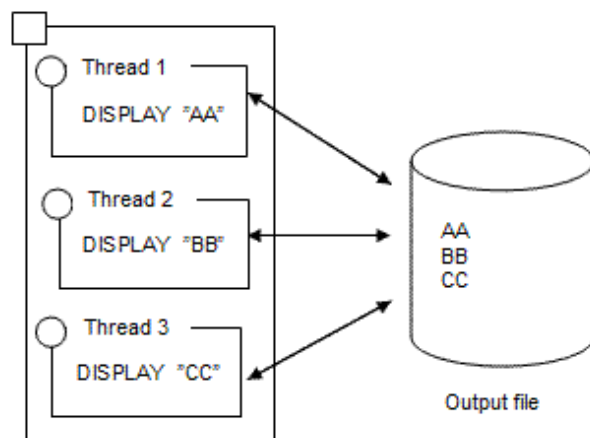 Thread 1
DISPLAY "AA"
Thread 2
DISPLAY "BB"
Thread 3
DISPLAY "CC"
AA
BB
CC
Output file